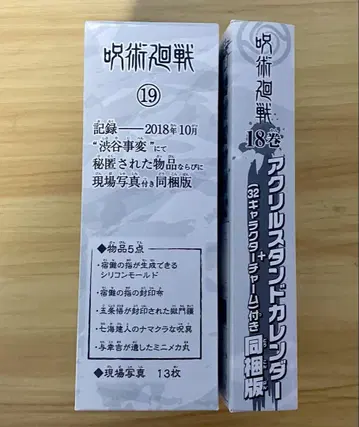 呪術廻戦
⑲
記録――2018年10月
“渋谷事変”にて
秘匿された物品ならびに
現場写真付き同梱版
◆物品5点
・宿儺の指が生成できる
シリコンモールド
・宿儺の指の封印布
・五条悟が封印された獄門疆
・七海建人のナマクラな呪具
・与幸吉が遺したミニメカ丸
◆現場写真 13枚
呪術廻戦
18巻
アクリルスタンドカレンダー
+
(32キャラクターチャーム)付き
同梱版